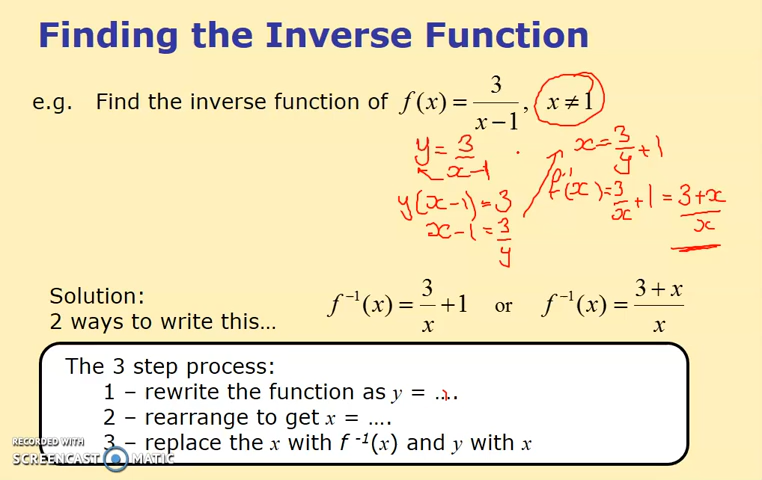 Finding the Inverse Function
e.g. Find the inverse function of f(x) = 3/(x−1), x ≠ 1
y = 3/(x−1)
y(x−1) = 3
x−1 = 3/y
x = 3/y + 1
f⁻¹(x) = 3/x + 1 = (3+x)/x
Solution:
2 ways to write this...
f⁻¹(x) = 3/x + 1 or f⁻¹(x) = (3 + x)/x
The 3 step process:
1 – rewrite the function as y = ....
2 – rearrange to get x = ....
3 – replace the x with f ⁻¹(x) and y with x
RECORDED WITH
SCREENCAST MATIC